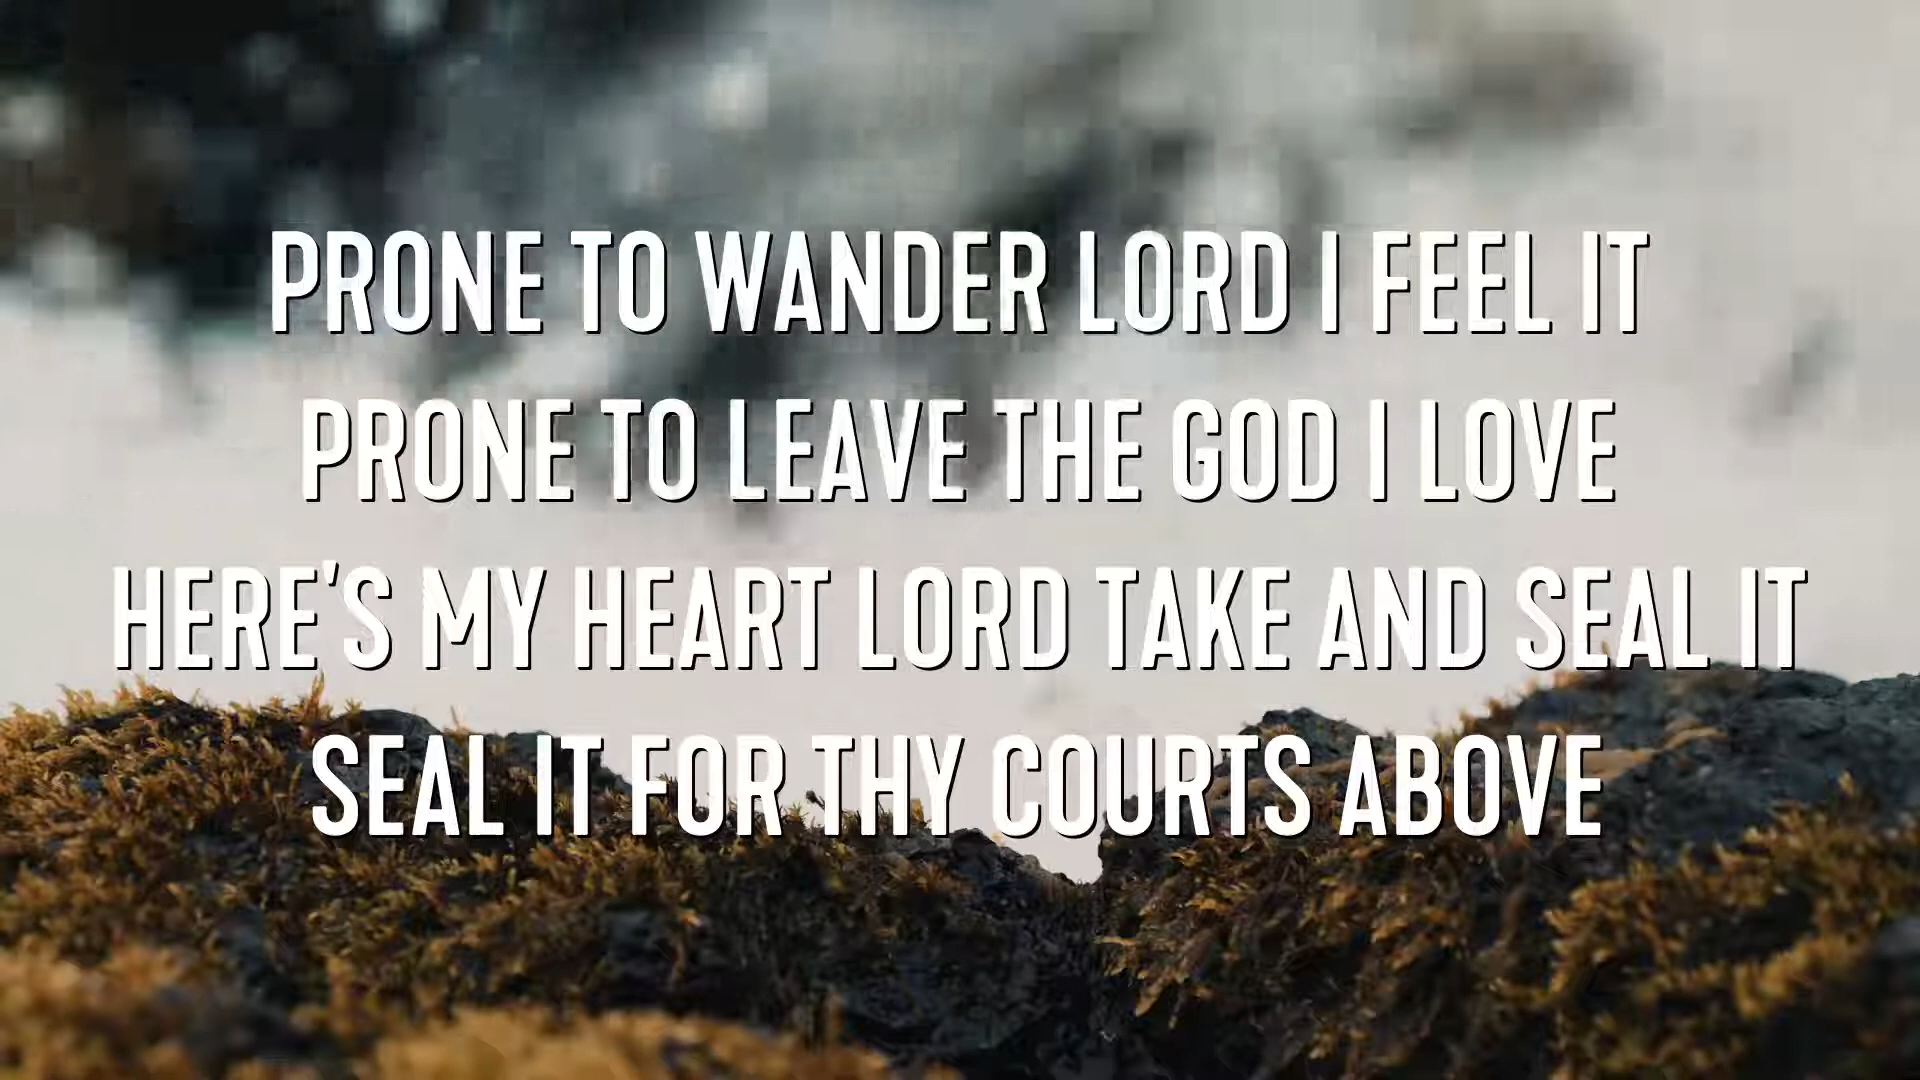 PRONE TO WANDER LORD I FEEL IT
PRONE TO LEAVE THE GOD I LOVE
HERE'S MY HEART LORD TAKE AND SEAL IT
SEAL IT FOR THY COURTS ABOVE